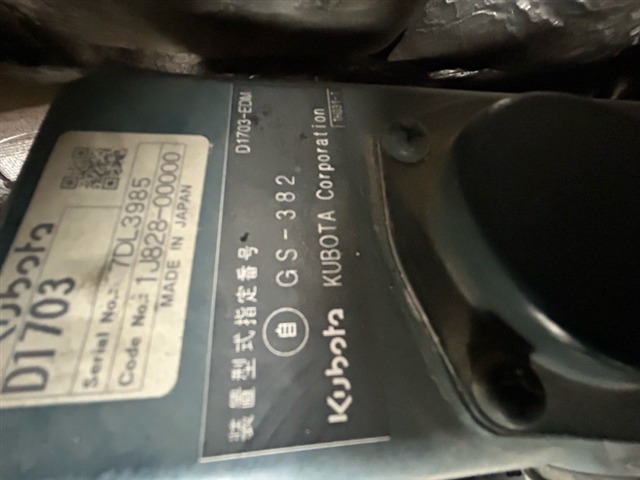 Kubota
D1703
Serial No.: 7DL3985
Code No.: 1J828-00000
MADE IN JAPAN
D1703-EDM
装置型式指定番号
自 GS-382
Kubota KUBOTA Corporation